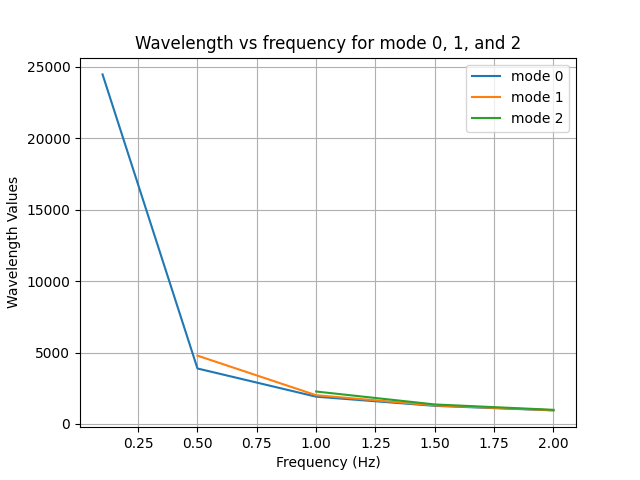 Wavelength vs frequency for mode 0, 1, and 2
mode 0
mode 1
mode 2
Wavelength Values
25000
20000
15000
10000
5000
0
0.25 0.50 0.75 1.00 1.25 1.50 1.75 2.00
Frequency (Hz)